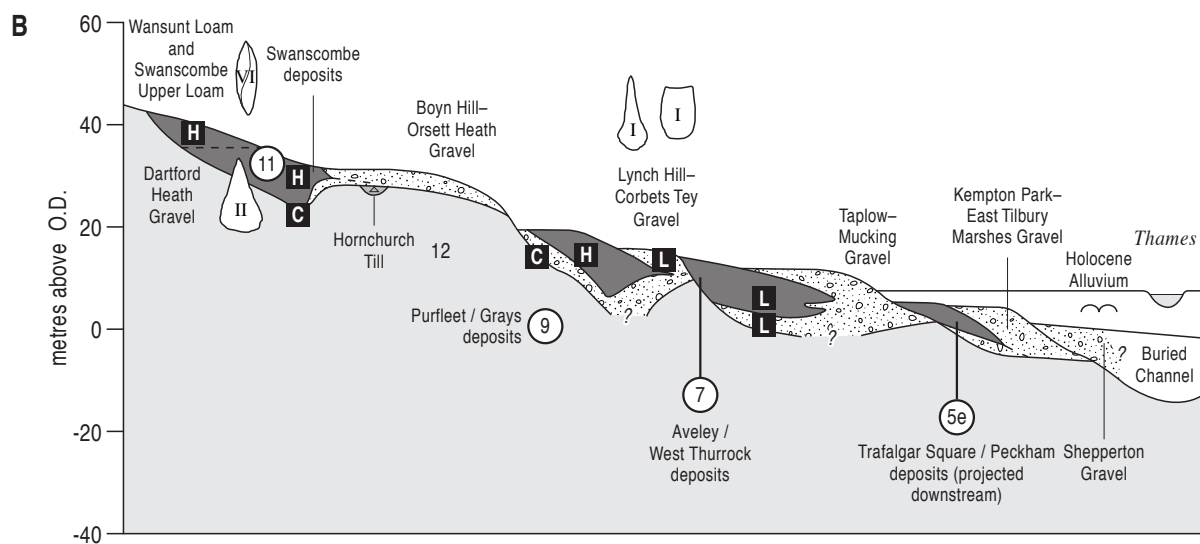 B
60
40
20
0
-20
-40
metres above O.D.
Wansunt Loam
and
Swanscombe
Upper Loam
VI
Swanscombe
deposits
H
11
H
C
II
Dartford
Heath
Gravel
Boyn Hill–
Orsett Heath
Gravel
Hornchurch
Till
12
I
I
Lynch Hill–
Corbets Tey
Gravel
C
H
L
?
Purfleet / Grays
deposits
9
L
L
?
7
Aveley /
West Thurrock
deposits
Taplow–
Mucking
Gravel
Kempton Park–
East Tilbury
Marshes Gravel
5e
Trafalgar Square / Peckham
deposits (projected
downstream)
Thames
Holocene
Alluvium
?
Buried
Channel
Shepperton
Gravel